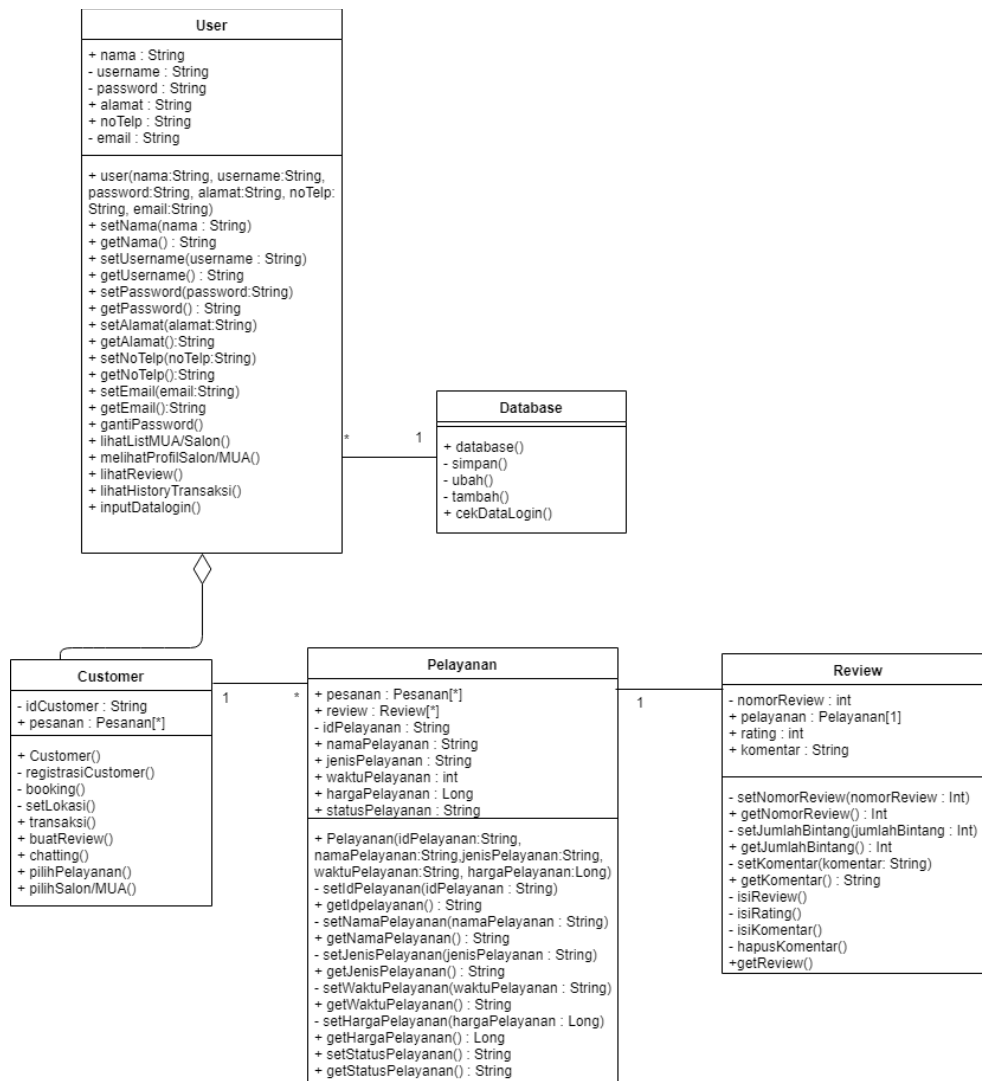 User
+ nama : String
- username : String
- password : String
+ alamat : String
+ noTelp : String
- email : String
+ user(nama:String, username:String,
password:String, alamat:String, noTelp:
String, email:String)
+ setNama(nama : String)
+ getNama() : String
+ setUsername(username : String)
+ getUsername() : String
+ setPassword(password:String)
+ getPassword() : String
+ setAlamat(alamat:String)
+ getAlamat():String
+ setNoTelp(noTelp:String)
+ getNoTelp():String
+ setEmail(email:String)
+ getEmail():String
+ gantiPassword()
+ lihatListMUA/Salon()
+ melihatProfilSalon/MUA()
+ lihatReview()
+ lihatHistoryTransaksi()
+ inputDatalogin()
*
1
Database
+ database()
- simpan()
- ubah()
- tambah()
+ cekDataLogin()
Customer
- idCustomer : String
+ pesanan : Pesanan[*]
+ Customer()
- registrasiCustomer()
- booking()
- setLokasi()
+ transaksi()
+ buatReview()
+ chatting()
+ pilihPelayanan()
+ pilihSalon/MUA()
1
*
Pelayanan
+ pesanan : Pesanan[*]
+ review : Review[*]
- idPelayanan : String
+ namaPelayanan : String
+ jenisPelayanan : String
+ waktuPelayanan : int
+ hargaPelayanan : Long
+ statusPelayanan : String
+ Pelayanan(idPelayanan:String,
namaPelayanan:String,jenisPelayanan:String,
waktuPelayanan:String, hargaPelayanan:Long)
- setIdPelayanan(idPelayanan : String)
+ getIdpelayanan() : String
- setNamaPelayanan(namaPelayanan : String)
+ getNamaPelayanan() : String
- setJenisPelayanan(jenisPelayanan : String)
+ getJenisPelayanan() : String
- setWaktuPelayanan(waktuPelayanan : String)
+ getWaktuPelayanan() : String
- setHargaPelayanan(hargaPelayanan : Long)
+ getHargaPelayanan() : Long
+ setStatusPelayanan() : String
+ getStatusPelayanan() : String
1
Review
- nomorReview : int
+ pelayanan : Pelayanan[1]
+ rating : int
+ komentar : String
- setNomorReview(nomorReview : Int)
+ getNomorReview() : Int
- setJumlahBintang(jumlahBintang : Int)
+ getJumlahBintang() : Int
- setKomentar(komentar: String)
+ getKomentar() : String
- isiReview()
- isiRating()
- isiKomentar()
- hapusKomentar()
+getReview()